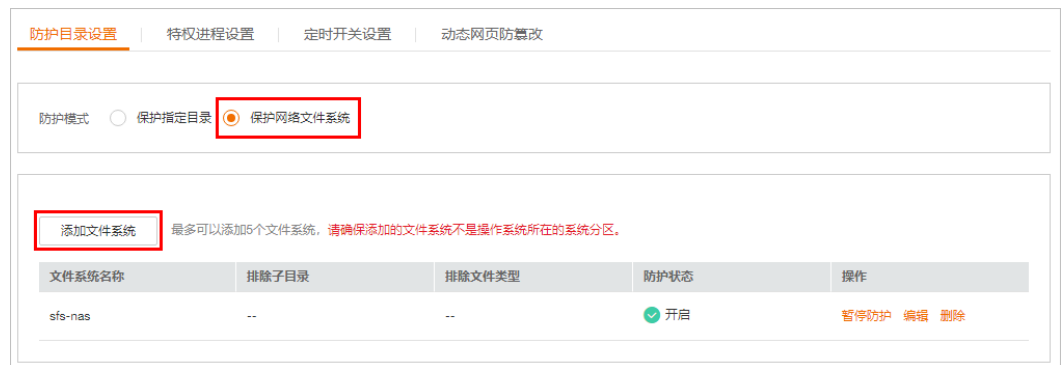 防护目录设置 特权进程设置 定时开关设置 动态网页防篡改
防护模式 保护指定目录 保护网络文件系统
添加文件系统 最多可以添加5个文件系统，请确保添加的文件系统不是操作系统所在的系统分区。
文件系统名称 排除子目录 排除文件类型 防护状态 操作
sfs-nas -- -- 开启 暂停防护 编辑 删除